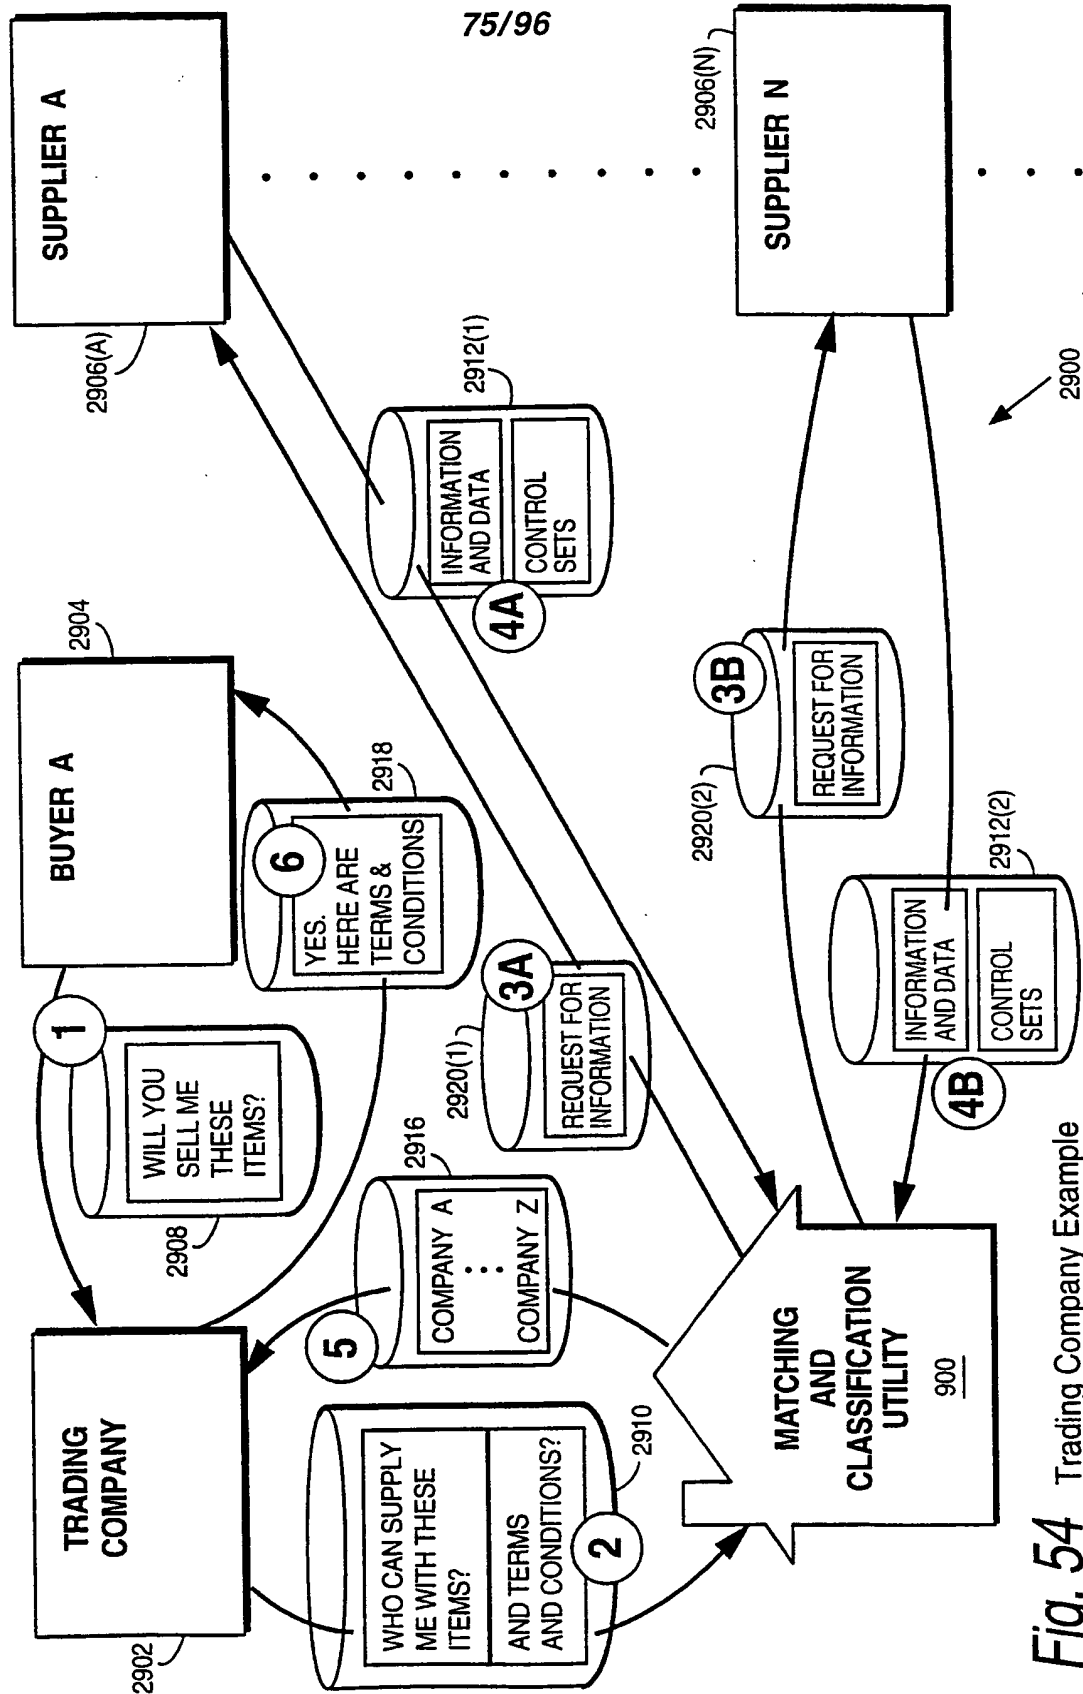 75/96
SUPPLIER A
2906(A)
SUPPLIER N
2906(N)
BUYER A
2904
TRADING
COMPANY
2902
1
WILL YOU
SELL ME
THESE
ITEMS?
2908
6
YES.
HERE ARE
TERMS &
CONDITIONS
2918
2912(1)
INFORMATION
AND DATA
CONTROL
SETS
4A
5
COMPANY A
COMPANY Z
2916
3A
2920(1)
REQUEST FOR
INFORMATION
3B
2920(2)
REQUEST FOR
INFORMATION
WHO CAN SUPPLY
ME WITH THESE
ITEMS?
AND TERMS
AND CONDITIONS?
2
2910
2912(2)
INFORMATION
AND DATA
CONTROL
SETS
4B
MATCHING
AND
CLASSIFICATION
UTILITY
900
2900
Fig. 54 Trading Company Example